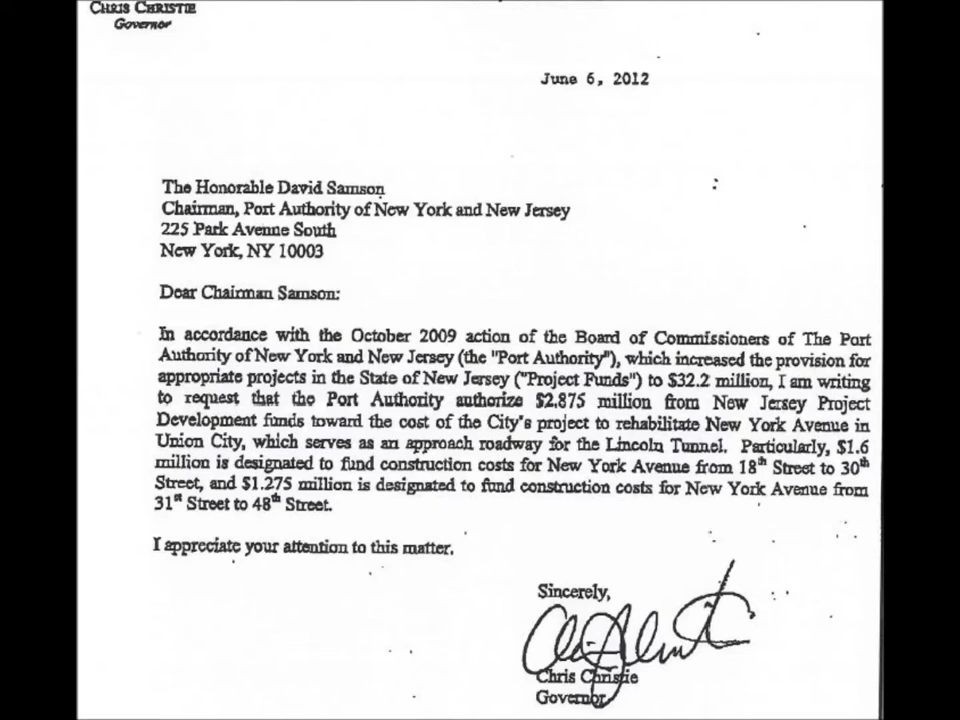 CHRIS CHRISTIE
Governor
June 6, 2012
The Honorable David Samson
Chairman, Port Authority of New York and New Jersey
225 Park Avenue South
New York, NY 10003
Dear Chairman Samson:
In accordance with the October 2009 action of the Board of Commissioners of The Port
Authority of New York and New Jersey (the "Port Authority"), which increased the provision for
appropriate projects in the State of New Jersey ("Project Funds") to $32.2 million, I am writing
to request that the Port Authority authorize $2.875 million from New Jersey Project
Development funds toward the cost of the City's project to rehabilitate New York Avenue in
Union City, which serves as an approach roadway for the Lincoln Tunnel. Particularly, $1.6
million is designated to fund construction costs for New York Avenue from 18th Street to 30th
Street, and $1.275 million is designated to fund construction costs for New York Avenue from
31st Street to 48th Street.
I appreciate your attention to this matter.
Sincerely,
Chris Christie
Governor